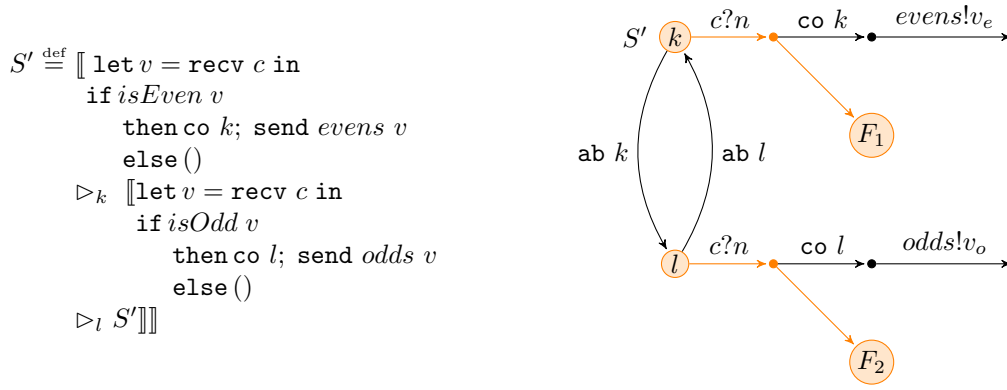 S′ def= ⟦ let v = recv c in
if isEven v
then co k; send evens v
else ()
▷k ⟦let v = recv c in
if isOdd v
then co l; send odds v
else ()
▷l S′⟧⟧
S′ k c?n co k evens!ve
F1
ab k ab l
l c?n co l odds!vo
F2